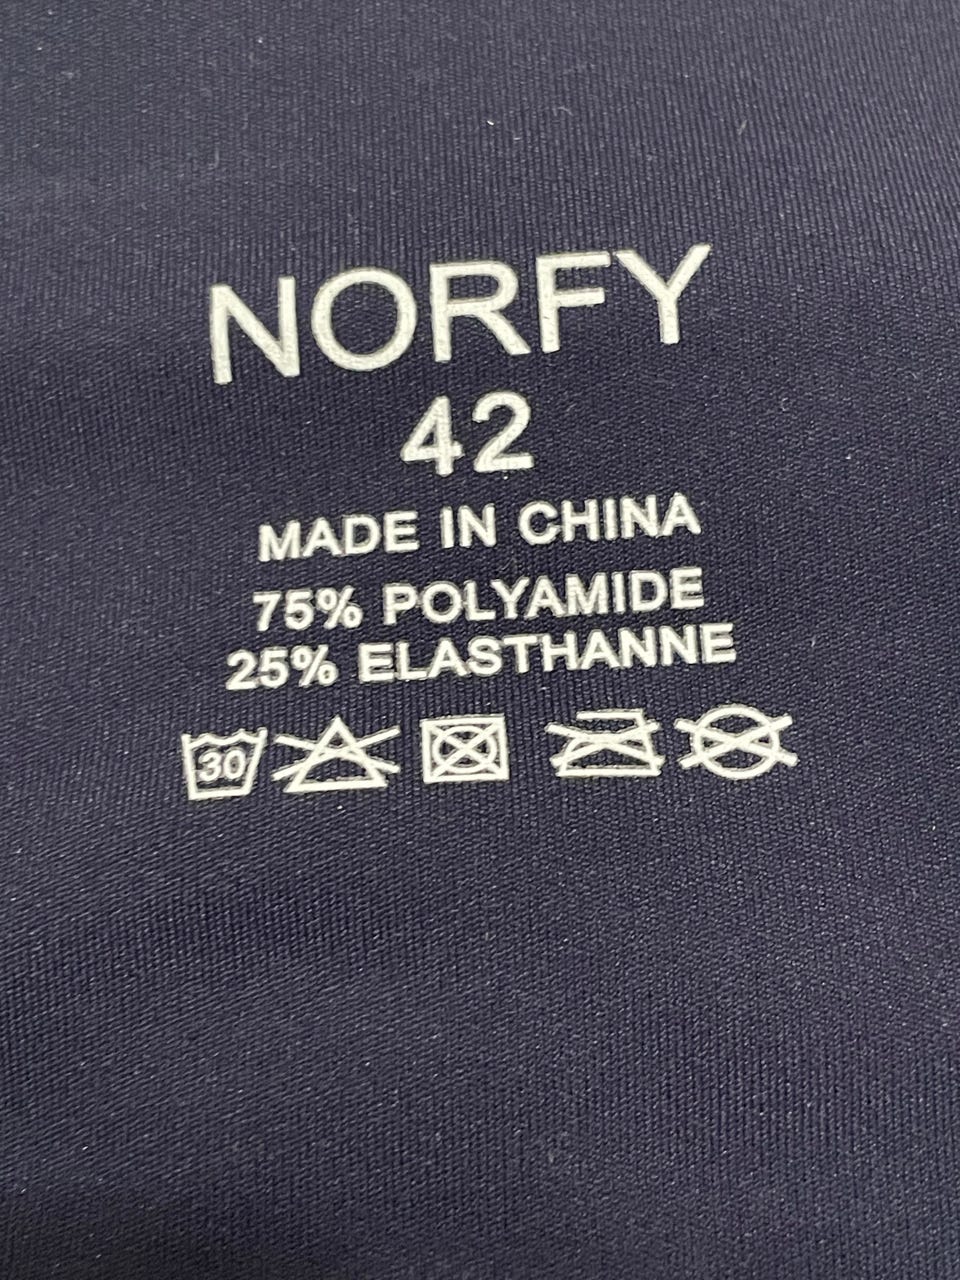 NORFY
42
MADE IN CHINA
75% POLYAMIDE
25% ELASTHANNE
30